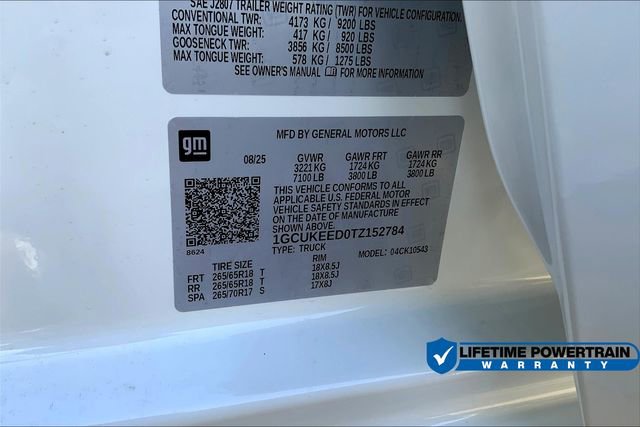 SAE J2807 TRAILER WEIGHT RATING (TWR) FOR VEHICLE CONFIGURATION.
CONVENTIONAL TWR: 4173 KG / 9200 LBS
MAX TONGUE WEIGHT: 417 KG / 920 LBS
GOOSENECK TWR: 3856 KG / 8500 LBS
MAX TONGUE WEIGHT: 578 KG / 1275 LBS
SEE OWNER'S MANUAL FOR MORE INFORMATION
gm
MFD BY GENERAL MOTORS LLC
08/25 GVWR GAWR FRT GAWR RR
3221 KG 1724 KG 1724 KG
7100 LB 3800 LB 3800 LB
THIS VEHICLE CONFORMS TO ALL
APPLICABLE U.S. FEDERAL MOTOR
VEHICLE SAFETY STANDARDS IN EFFECT
ON THE DATE OF MANUFACTURE SHOWN ABOVE.
1GCUKEED0TZ152784
8624
TYPE: TRUCK MODEL: 04CK10543
TIRE SIZE RIM
FRT 265/65R18 T 18X8.5J
RR 265/65R18 T 18X8.5J
SPA 265/70R17 S 17X8J
LIFETIME POWERTRAIN
WARRANTY